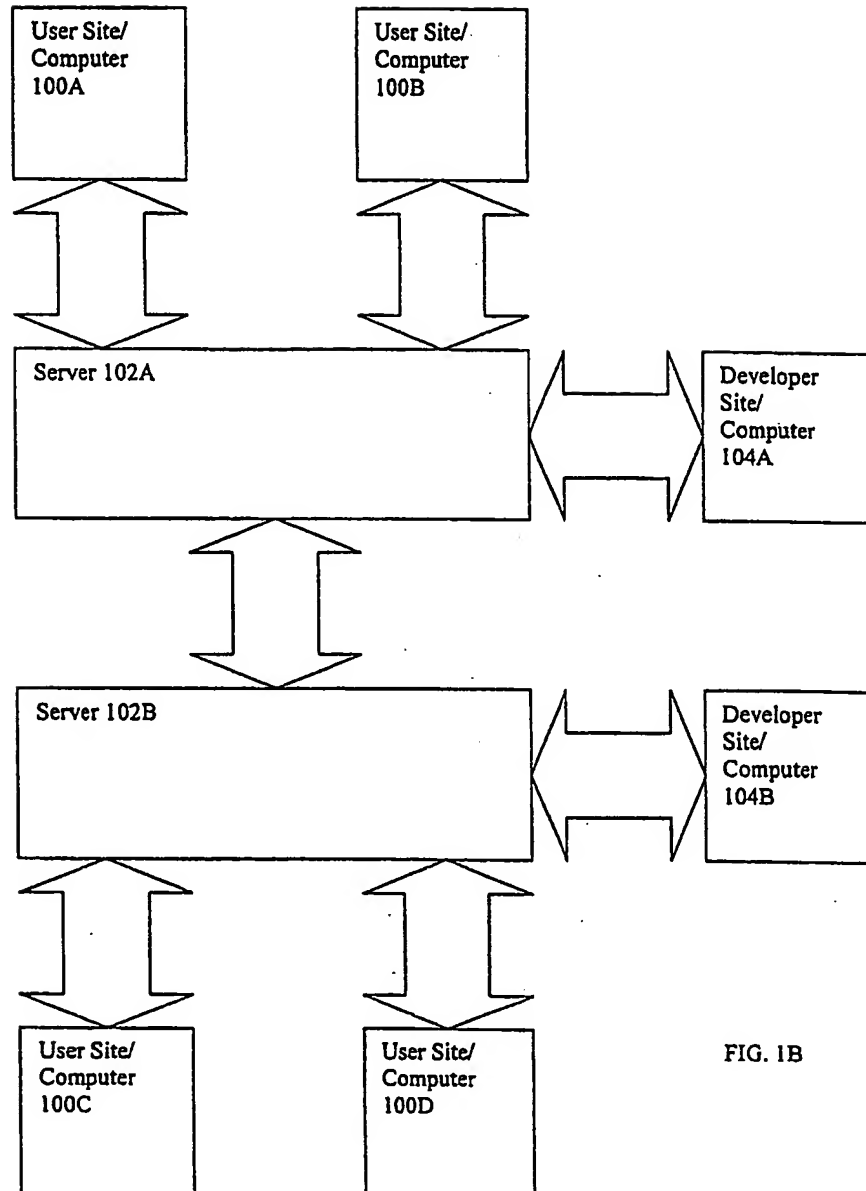 User Site/
Computer
100A
User Site/
Computer
100B
Server 102A
Developer
Site/
Computer
104A
Server 102B
Developer
Site/
Computer
104B
User Site/
Computer
100C
User Site/
Computer
100D
FIG. 1B